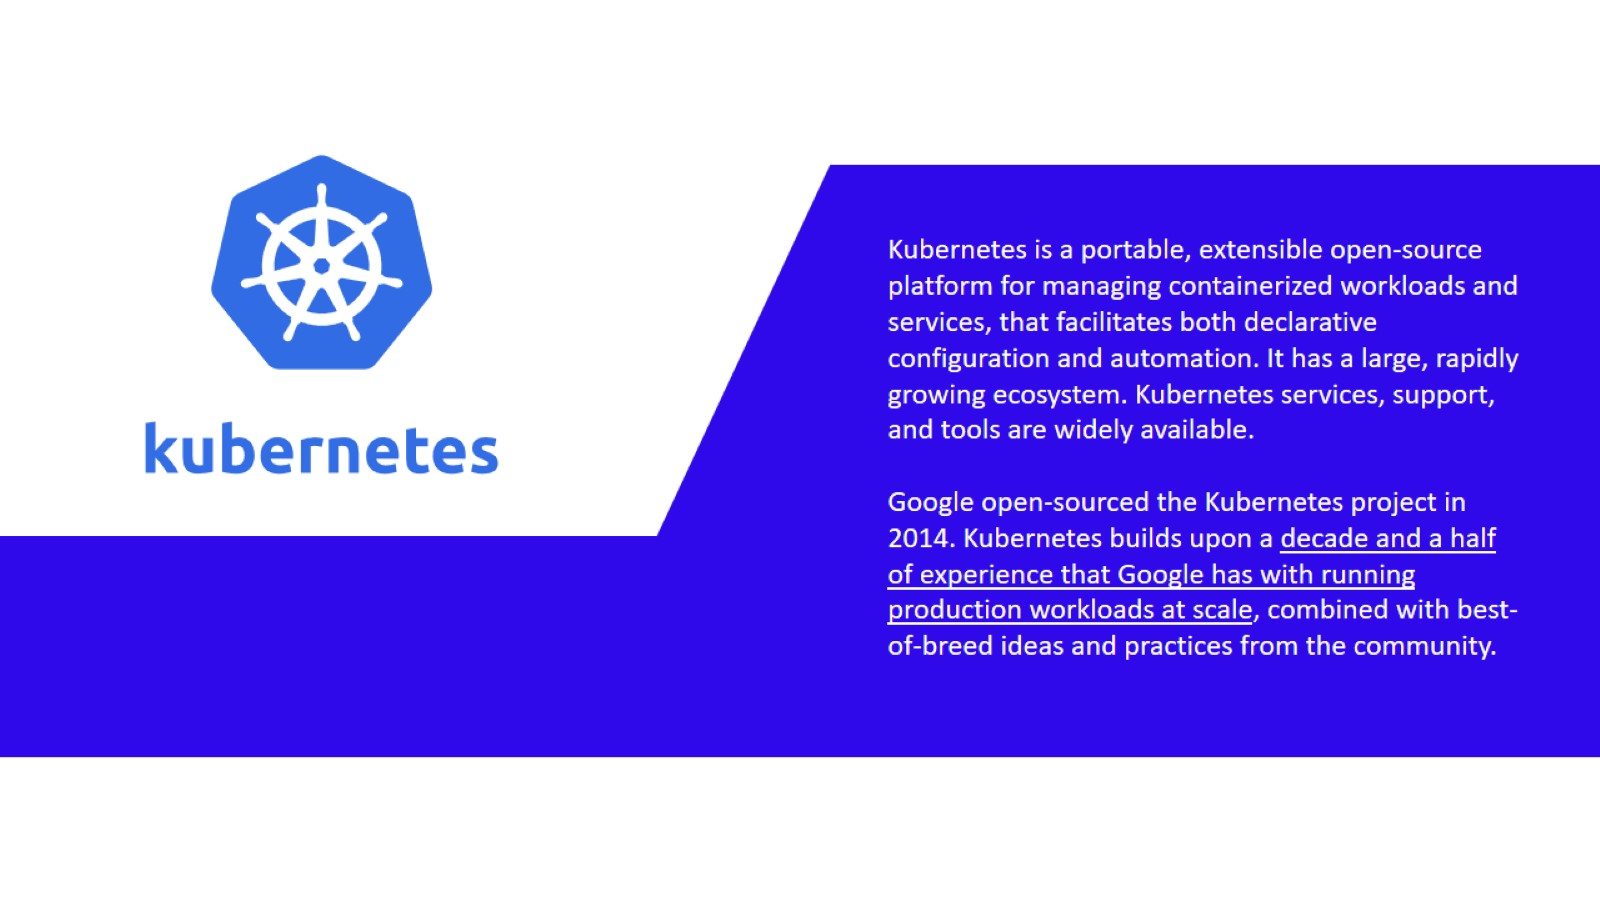 kubernetes
Kubernetes is a portable, extensible open-source
platform for managing containerized workloads and
services, that facilitates both declarative
configuration and automation. It has a large, rapidly
growing ecosystem. Kubernetes services, support,
and tools are widely available.
Google open-sourced the Kubernetes project in
2014. Kubernetes builds upon a decade and a half
of experience that Google has with running
production workloads at scale, combined with best-
of-breed ideas and practices from the community.